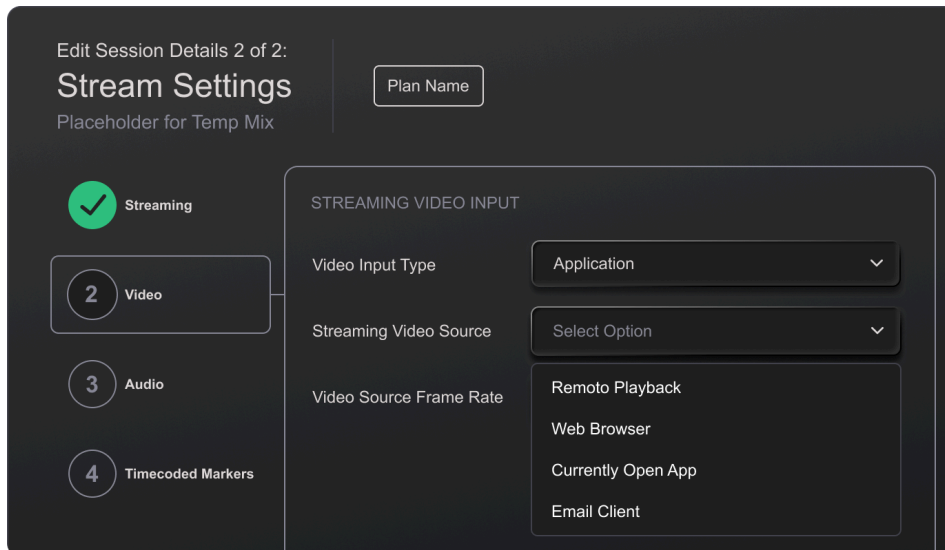 Edit Session Details 2 of 2:
Stream Settings
Placeholder for Temp Mix
Plan Name
Streaming
2 Video
3 Audio
4 Timecoded Markers
STREAMING VIDEO INPUT
Video Input Type
Application
Streaming Video Source
Select Option
Video Source Frame Rate
Remoto Playback
Web Browser
Currently Open App
Email Client